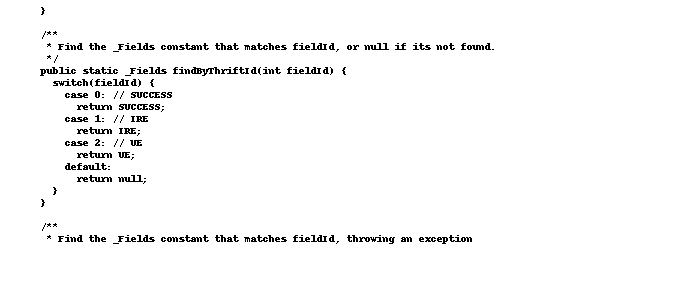 }
/**
 * Find the _Fields constant that matches fieldId, or null if its not found.
 */
public static _Fields findByThriftId(int fieldId) {
  switch(fieldId) {
    case 0: // SUCCESS
      return SUCCESS;
    case 1: // IRE
      return IRE;
    case 2: // UE
      return UE;
    default:
      return null;
  }
}
/**
 * Find the _Fields constant that matches fieldId, throwing an exception